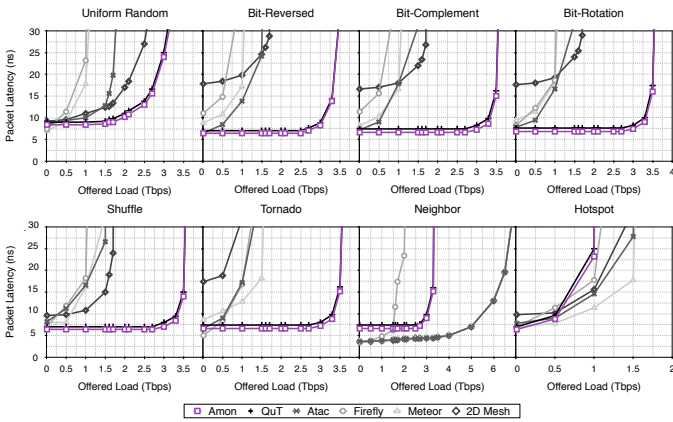 Uniform Random Bit-Reversed Bit-Complement Bit-Rotation
Packet Latency (ns)
30
25
20
15
10
5
0
0 0.5 1 1.5 2 2.5 3 3.5 0 0.5 1 1.5 2 2.5 3 3.5 0 0.5 1 1.5 2 2.5 3 3.5 0 0.5 1 1.5 2 2.5 3 3.5 4
Offered Load (Tbps) Offered Load (Tbps) Offered Load (Tbps) Offered Load (Tbps)
Shuffle Tornado Neighbor Hotspot
Packet Latency (ns)
30
25
20
15
10
5
0
0 0.5 1 1.5 2 2.5 3 3.5 0 0.5 1 1.5 2 2.5 3 3.5 0 1 2 3 4 5 6 0 0.5 1 1.5 2
Offered Load (Tbps) Offered Load (Tbps) Offered Load (Tbps) Offered Load (Tbps)
Amon QuT Atac Firefly Meteor 2D Mesh